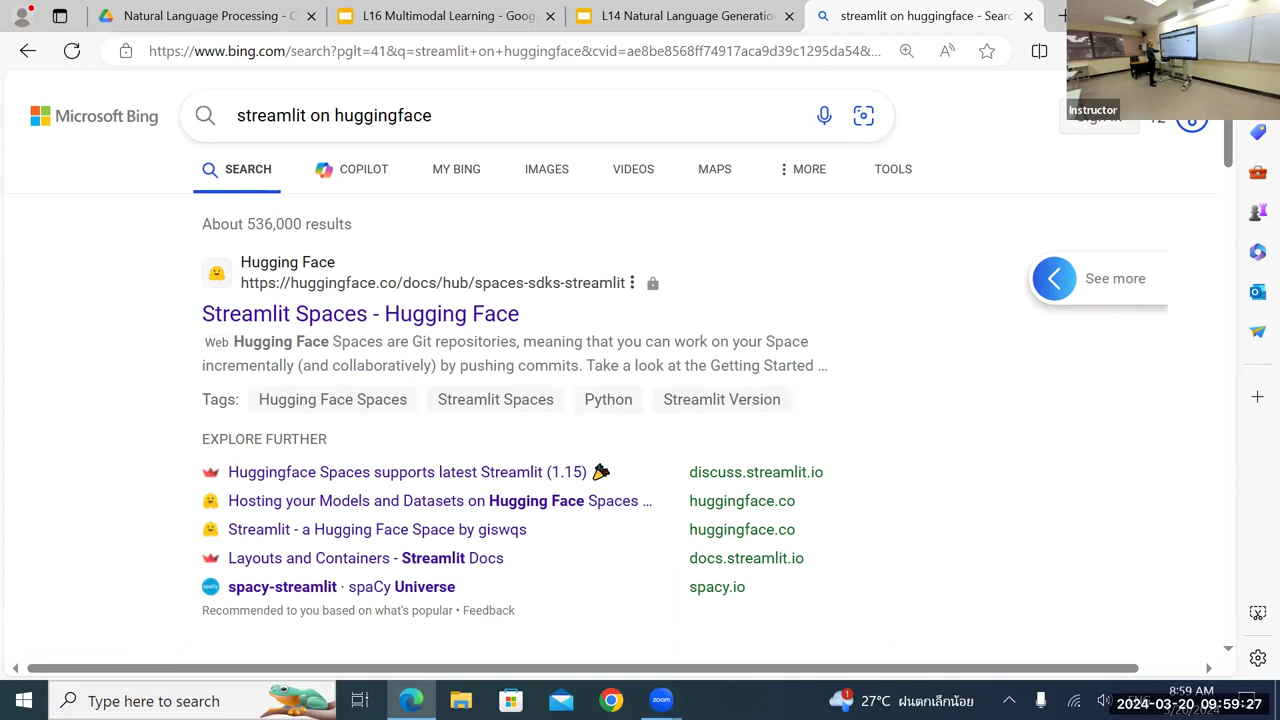 Natural Language Processing - C
L16 Multimodal Learning - Goog
L14 Natural Language Generatio
streamlit on huggingface - Searc
https://www.bing.com/search?pglt=41&q=streamlit+on+huggingface&cvid=ae8be8568ff74917aca9d39c1295da54&...
Instructor
Microsoft Bing
streamlit on huggingface
SEARCH
COPILOT
MY BING
IMAGES
VIDEOS
MAPS
MORE
TOOLS
About 536,000 results
Hugging Face
https://huggingface.co/docs/hub/spaces-sdks-streamlit
See more
Streamlit Spaces - Hugging Face
Web Hugging Face Spaces are Git repositories, meaning that you can work on your Space
incrementally (and collaboratively) by pushing commits. Take a look at the Getting Started ...
Tags: Hugging Face Spaces Streamlit Spaces Python Streamlit Version
EXPLORE FURTHER
Huggingface Spaces supports latest Streamlit (1.15) discuss.streamlit.io
Hosting your Models and Datasets on Hugging Face Spaces ... huggingface.co
Streamlit - a Hugging Face Space by giswqs huggingface.co
Layouts and Containers - Streamlit Docs docs.streamlit.io
spacy-streamlit · spaCy Universe spacy.io
Recommended to you based on what's popular • Feedback
Type here to search
zoom
1
27°C ฝนตกเล็กน้อย
8:59 AM
2024-03-20 09:59:27